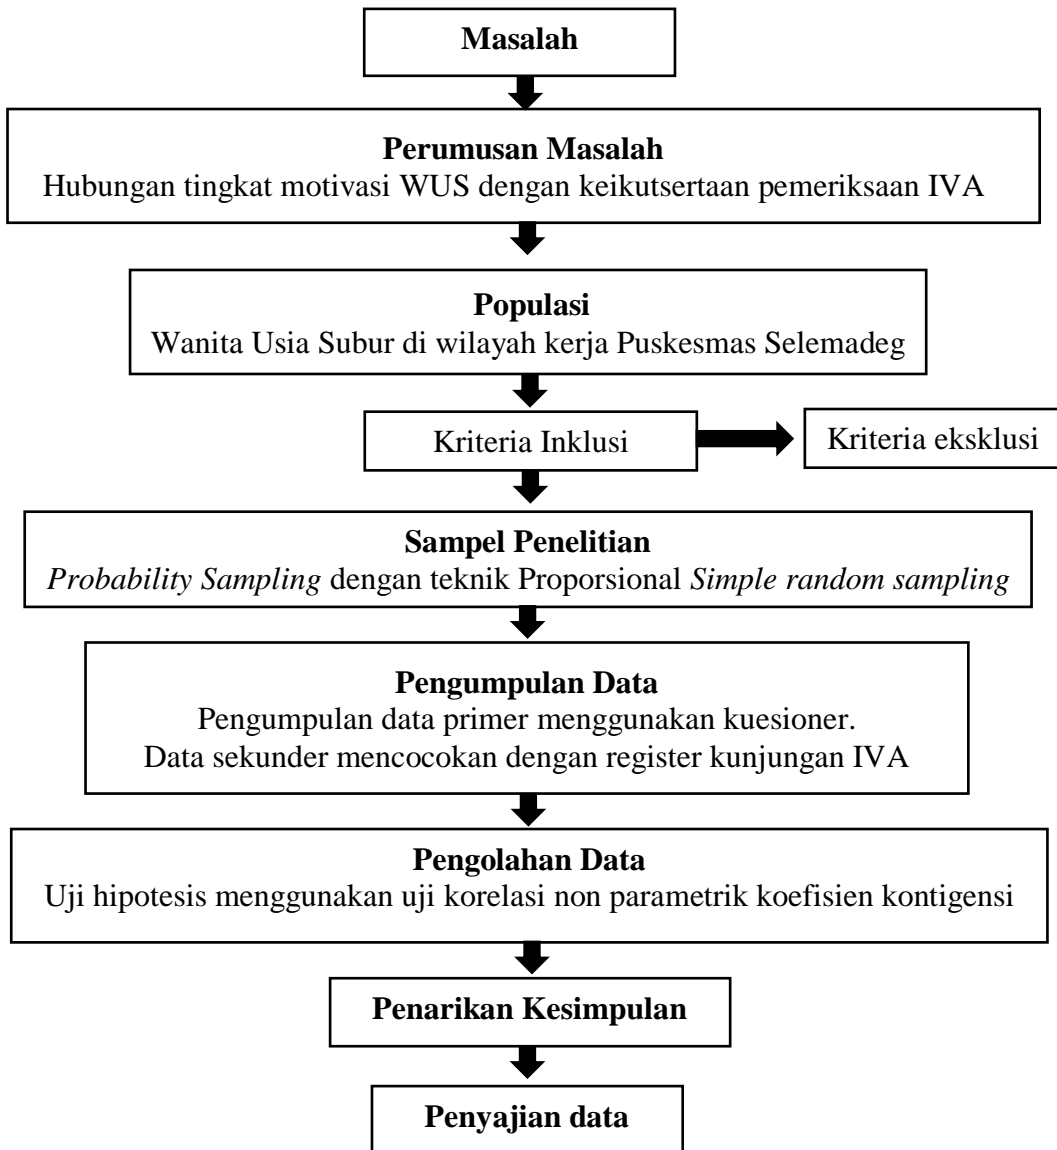 Masalah
Perumusan Masalah
Hubungan tingkat motivasi WUS dengan keikutsertaan pemeriksaan IVA
Populasi
Wanita Usia Subur di wilayah kerja Puskesmas Selemadeg
Kriteria Inklusi
Kriteria eksklusi
Sampel Penelitian
Probability Sampling dengan teknik Proporsional Simple random sampling
Pengumpulan Data
Pengumpulan data primer menggunakan kuesioner.
Data sekunder mencocokan dengan register kunjungan IVA
Pengolahan Data
Uji hipotesis menggunakan uji korelasi non parametrik koefisien kontigensi
Penarikan Kesimpulan
Penyajian data